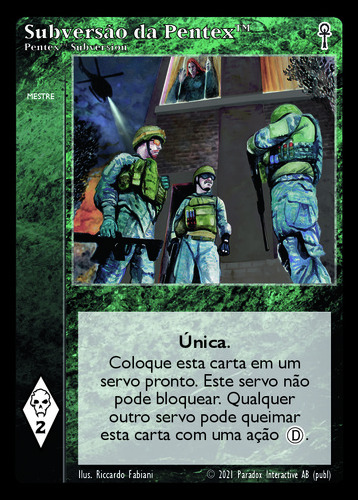 Subversão da Pentex™
Pentex Subversion
MESTRE
Única.
Coloque esta carta em um
servo pronto. Este servo não
pode bloquear. Qualquer
outro servo pode queimar
esta carta com uma ação Ⓓ.
2
Ilus. Riccardo Fabiani © 2021 Paradox Interactive AB (publ)